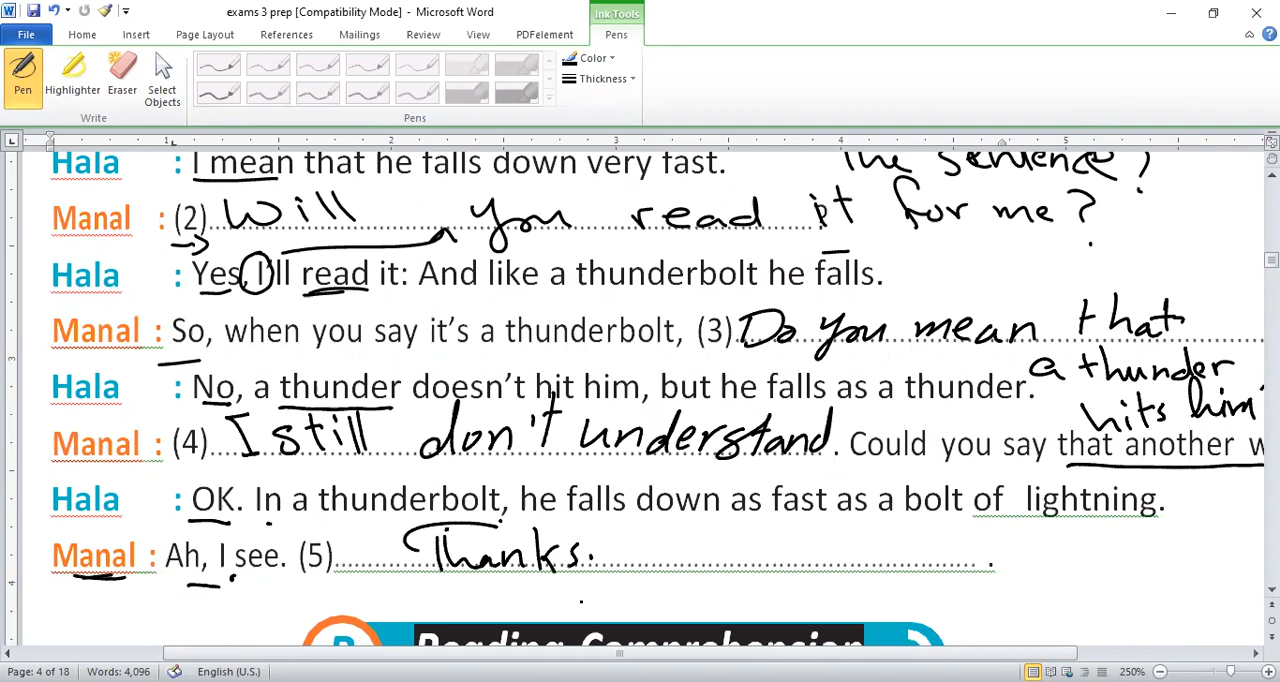 exams 3 prep [Compatibility Mode] - Microsoft Word
Ink Tools
File Home Insert Page Layout References Mailings Review View PDFelement Pens
Pen Highlighter Eraser Select Objects
Color
Thickness
Write Pens
1 2 3 4 5
Hala : I mean that he falls down very fast. the sentence?
Manal : (2) Will you read it for me?
Hala : Yes, I'll read it: And like a thunderbolt he falls.
Manal : So, when you say it's a thunderbolt, (3) Do you mean that
a thunder
Hala : No, a thunder doesn't hit him, but he falls as a thunder.
hits him
Manal : (4) I still don't understand. Could you say that another w
Hala : OK. In a thunderbolt, he falls down as fast as a bolt of lightning.
Manal : Ah, I see. (5) Thanks.
B Reading Comprehension
Page: 4 of 18 Words: 4,096 English (U.S.) 250%